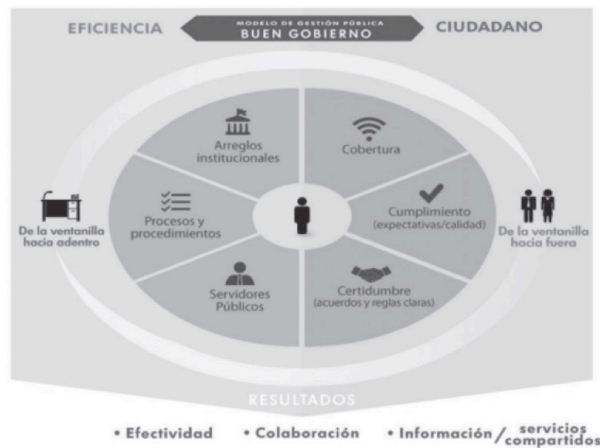 EFICIENCIA
MODELO DE GESTIÓN PÚBLICA
BUEN GOBIERNO
CIUDADANO
Arreglos
institucionales
Cobertura
De la ventanilla
hacia adentro
Procesos y
procedimientos
Cumplimiento
(expectativas/calidad)
De la ventanilla
hacia fuera
Servidores
Públicos
Certidumbre
(acuerdos y reglas claras)
RESULTADOS
• Efectividad
• Colaboración
• Información / servicios
compartidos